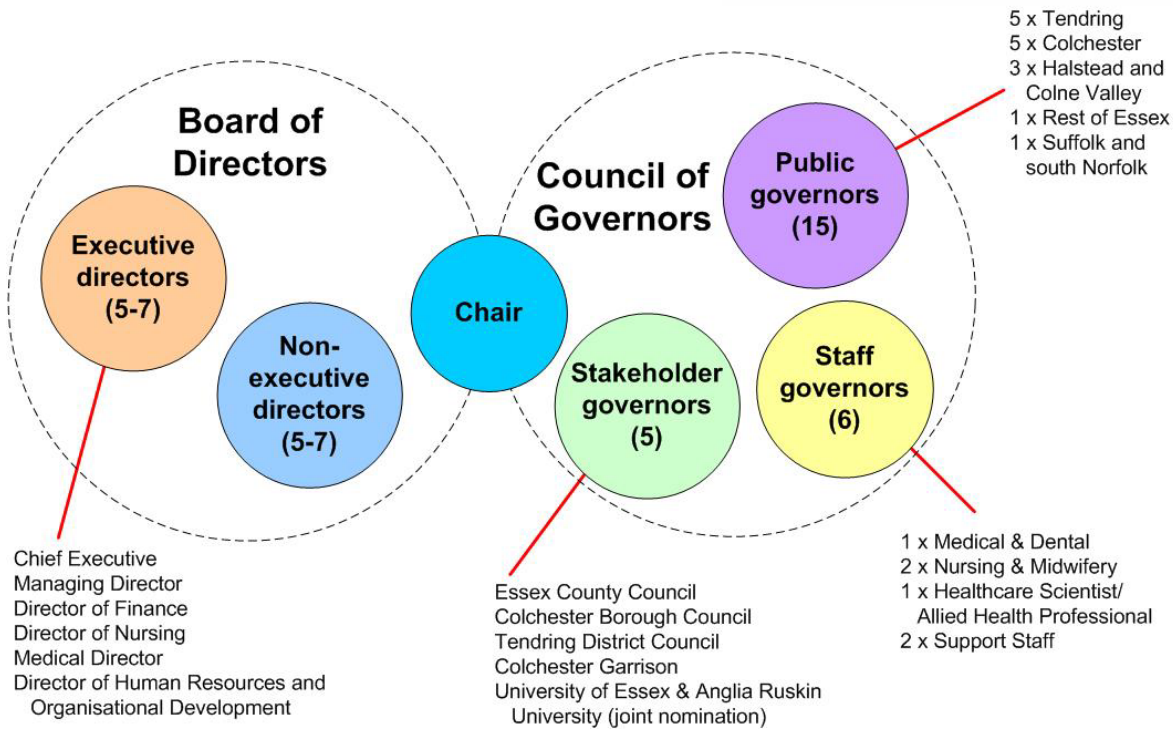 Board of
Directors
Executive
directors
(5-7)
Non-
executive
directors
(5-7)
Chair
Council of
Governors
Public
governors
(15)
Stakeholder
governors
(5)
Staff
governors
(6)
5 x Tendring
5 x Colchester
3 x Halstead and
Colne Valley
1 x Rest of Essex
1 x Suffolk and
south Norfolk
Chief Executive
Managing Director
Director of Finance
Director of Nursing
Medical Director
Director of Human Resources and
Organisational Development
Essex County Council
Colchester Borough Council
Tendring District Council
Colchester Garrison
University of Essex & Anglia Ruskin
University (joint nomination)
1 x Medical & Dental
2 x Nursing & Midwifery
1 x Healthcare Scientist/
Allied Health Professional
2 x Support Staff